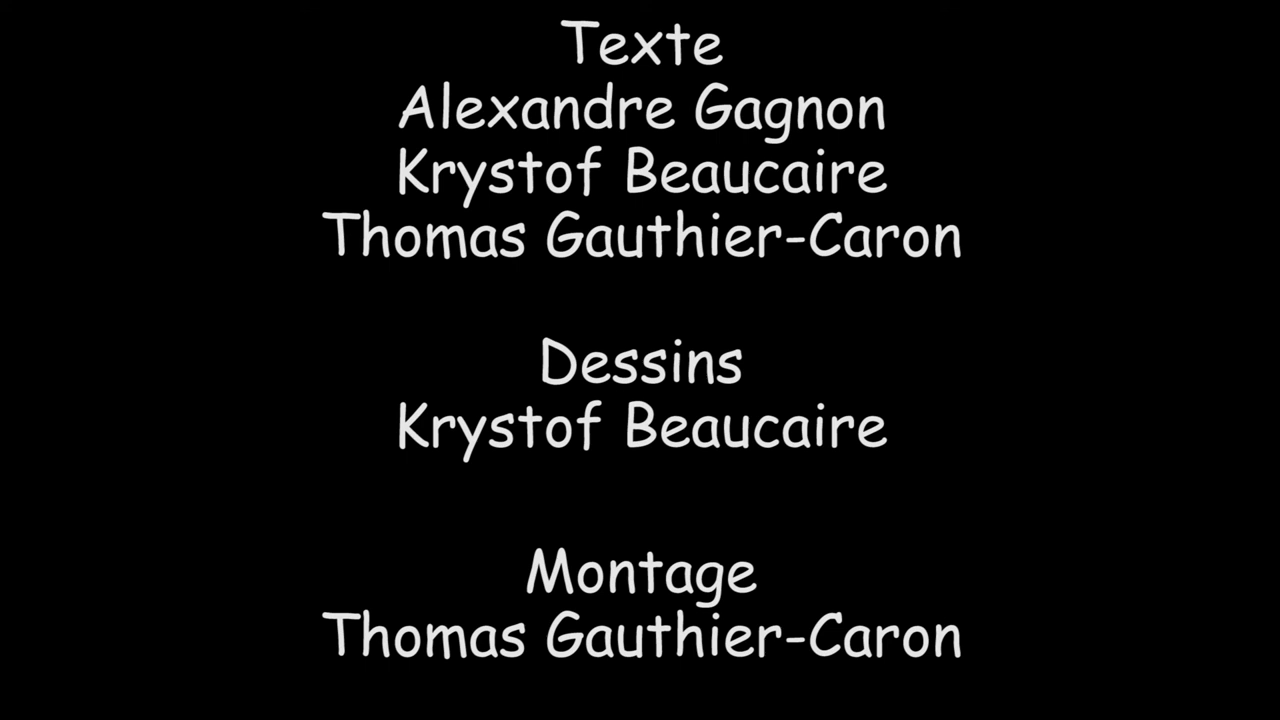 Texte
Alexandre Gagnon
Krystof Beaucaire
Thomas Gauthier-Caron
Dessins
Krystof Beaucaire
Montage
Thomas Gauthier-Caron